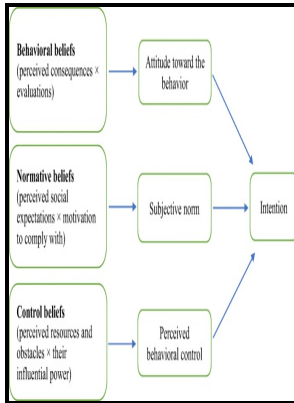 Behavioral beliefs
(perceived consequences ×
evaluations)
Attitude toward the
behavior
Normative beliefs
(perceived social
expectations × motivation
to comply with)
Subjective norm
Intention
Control beliefs
(perceived resources and
obstacles × their
influential power)
Perceived
behavioral control